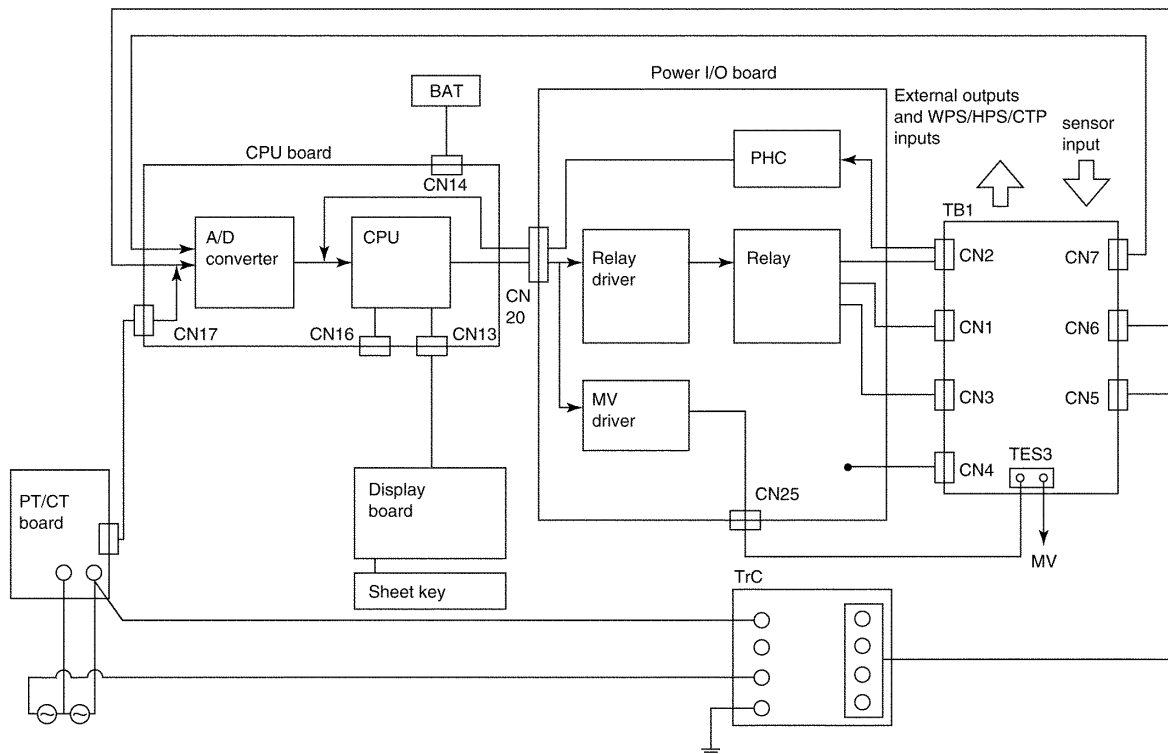 Power I/O board
External outputs
and WPS/HPS/CTP
inputs
sensor
input
BAT
CPU board
CN14
PHC
TB1
A/D
converter
CPU
Relay
driver
Relay
CN2
CN7
CN
20
CN17
CN16
CN13
CN1
CN6
MV
driver
CN3
CN5
TES3
CN4
PT/CT
board
Display
board
CN25
MV
Sheet key
TrC